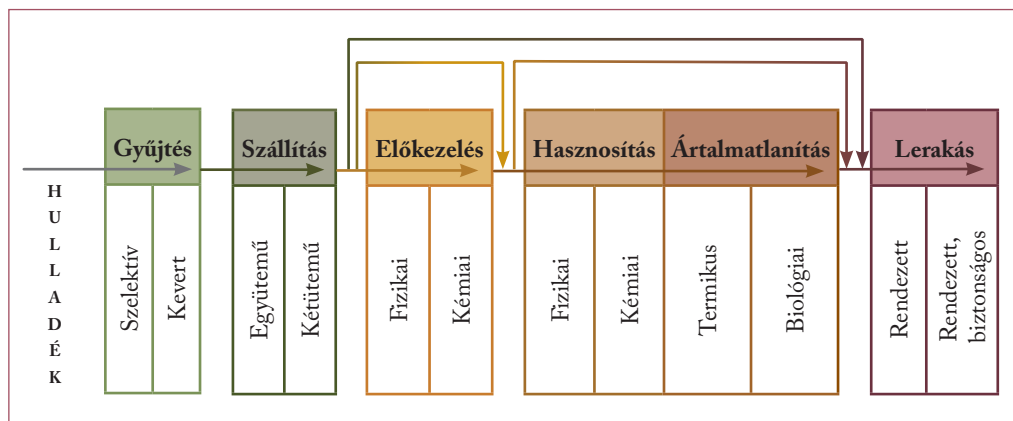 Gyűjtés
Szállítás
Előkezelés
Hasznosítás
Ártalmatlanítás
Lerakás
HULLADÉK
Szelektív
Kevert
Együtemű
Kétütemű
Fizikai
Kémiai
Fizikai
Kémiai
Termikus
Biológiai
Rendezett
Rendezett,
biztonságos